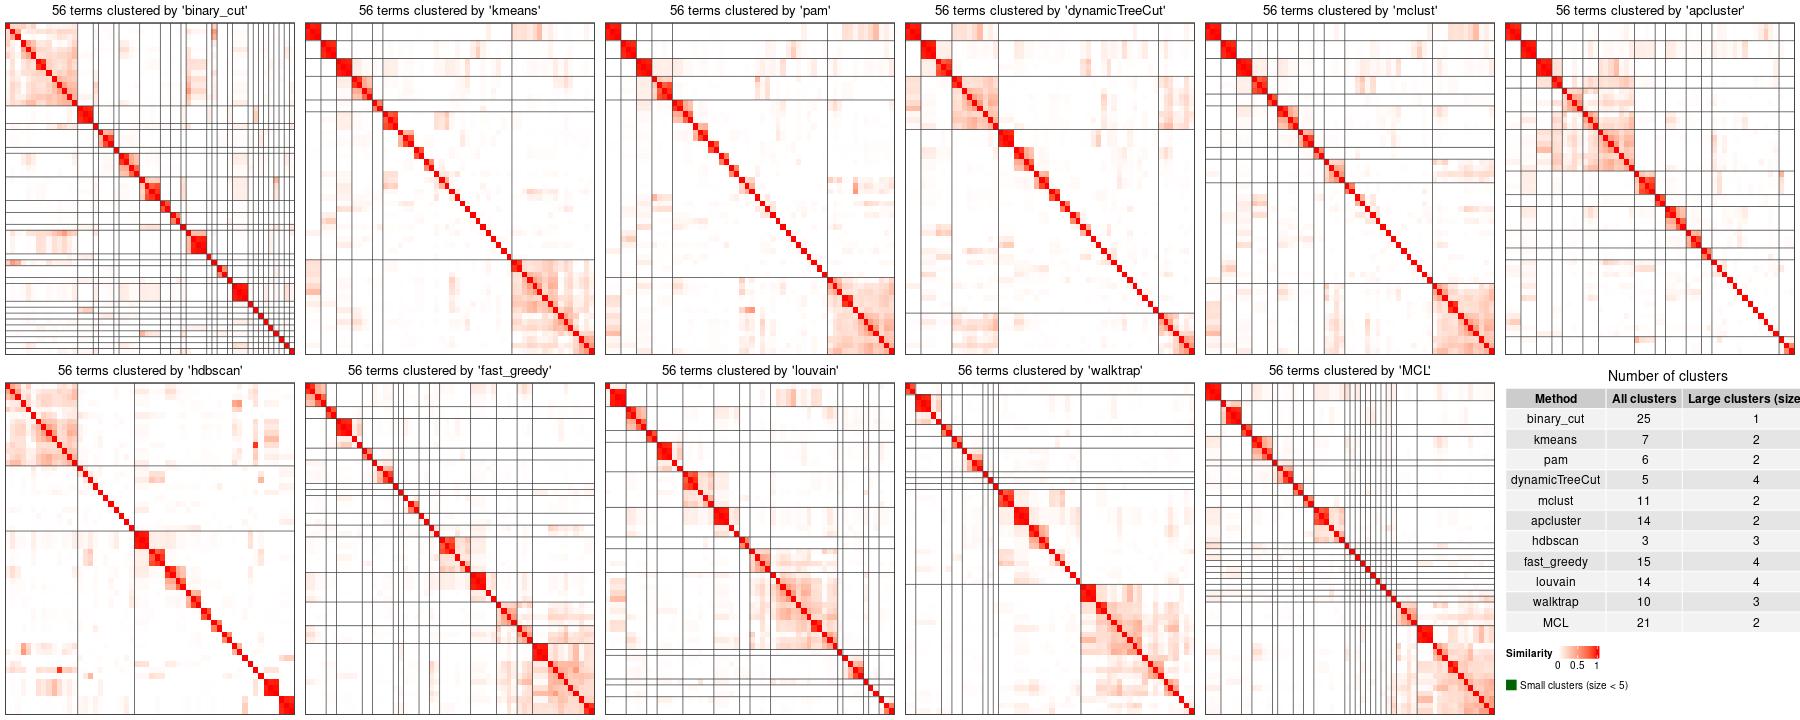 56 terms clustered by 'binary_cut'
56 terms clustered by 'kmeans'
56 terms clustered by 'pam'
56 terms clustered by 'dynamicTreeCut'
56 terms clustered by 'mclust'
56 terms clustered by 'apcluster'
56 terms clustered by 'hdbscan'
56 terms clustered by 'fast_greedy'
56 terms clustered by 'louvain'
56 terms clustered by 'walktrap'
56 terms clustered by 'MCL'
Number of clusters
Method All clusters Large clusters (size
binary_cut 25 1
kmeans 7 2
pam 6 2
dynamicTreeCut 5 4
mclust 11 2
apcluster 14 2
hdbscan 3 3
fast_greedy 15 4
louvain 14 4
walktrap 10 3
MCL 21 2
Similarity
0 0.5 1
Small clusters (size < 5)